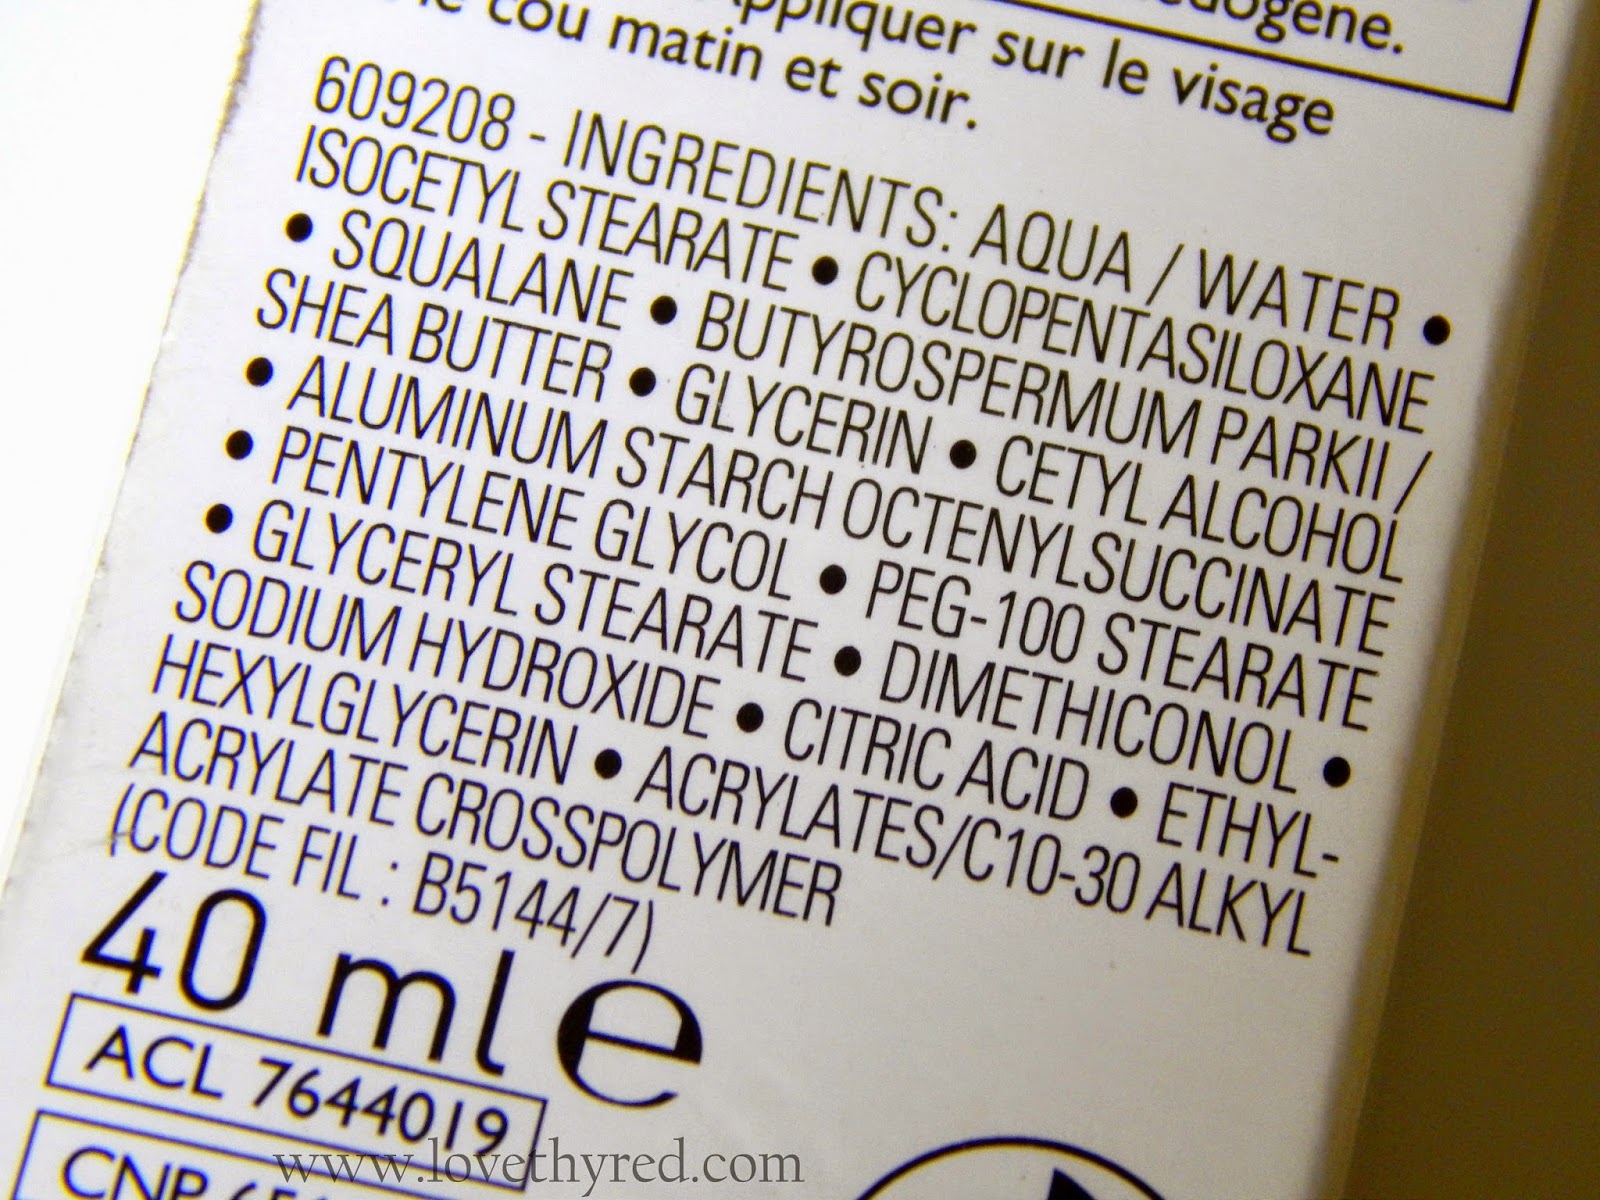 edogène.
Appliquer sur le visage
le cou matin et soir.
609208 - INGREDIENTS: AQUA / WATER •
ISOCETYL STEARATE • CYCLOPENTASILOXANE
• SQUALANE • BUTYROSPERMUM PARKII /
SHEA BUTTER • GLYCERIN • CETYL ALCOHOL
• ALUMINUM STARCH OCTENYLSUCCINATE
• PENTYLENE GLYCOL • PEG-100 STEARATE
• GLYCERYL STEARATE • DIMETHICONOL •
SODIUM HYDROXIDE • CITRIC ACID • ETHYL-
HEXYLGLYCERIN • ACRYLATES/C10-30 ALKYL
ACRYLATE CROSSPOLYMER
(CODE FIL : B5144/7)
40 ml e
ACL 7644019
CNP
www.lovethyred.com